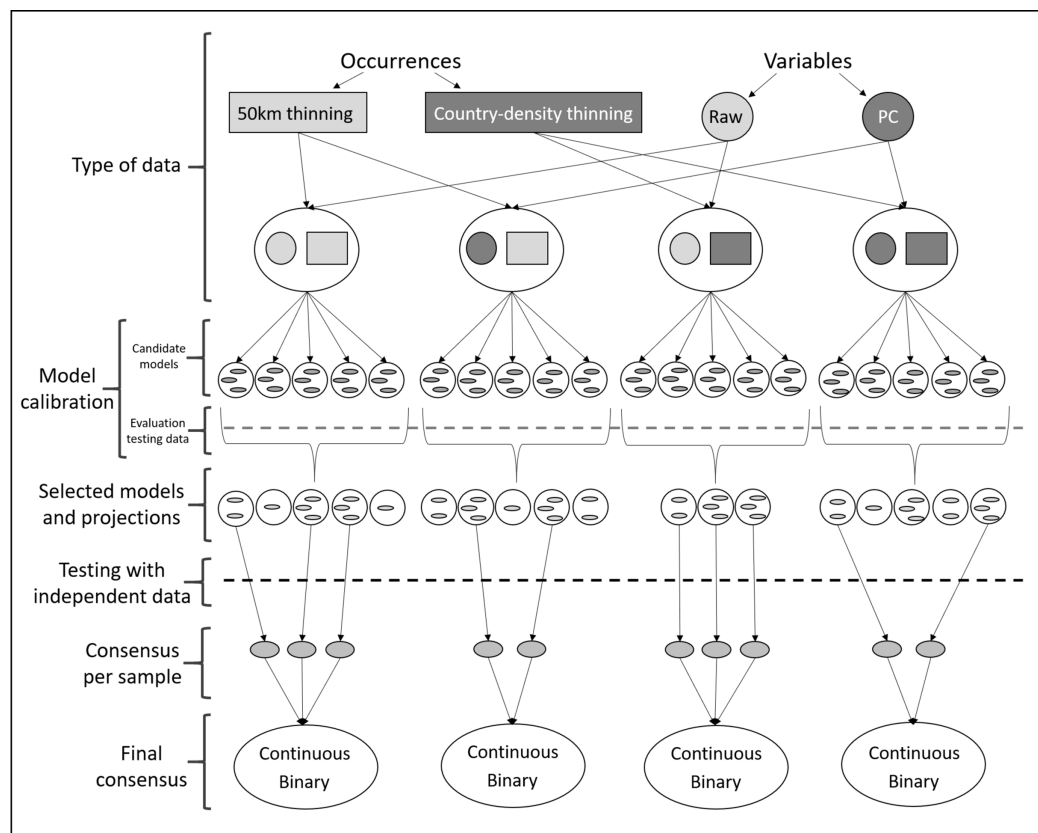 Occurrences
Variables
50km thinning
Country-density thinning
Raw
PC
Type of data
Candidate
models
Model
calibration
Evaluation
testing data
Selected models
and projections
Testing with
independent data
Consensus
per sample
Final
consensus
Continuous
Binary
Continuous
Binary
Continuous
Binary
Continuous
Binary